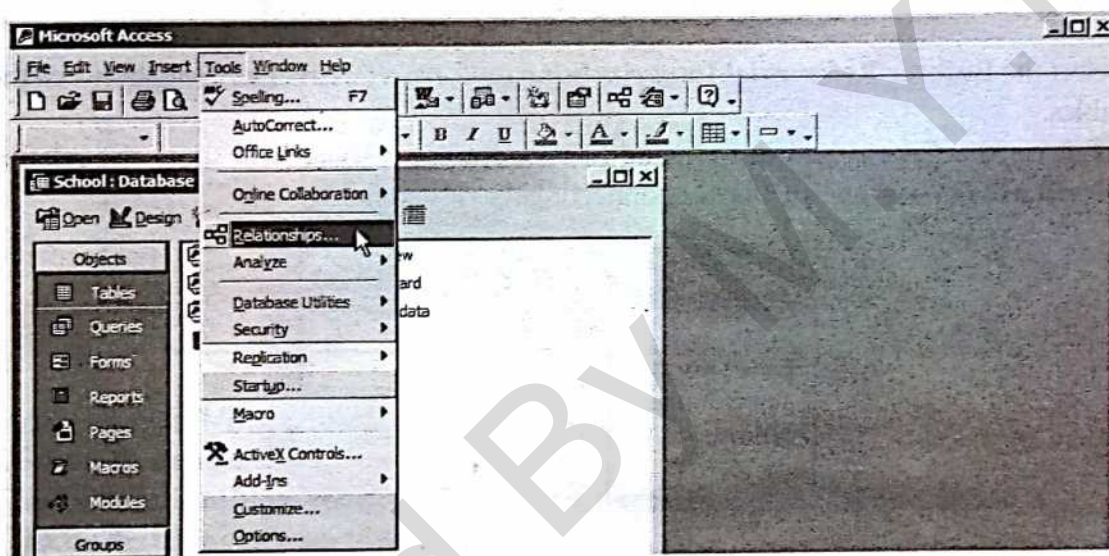 Microsoft Access
File Edit View Insert Tools Window Help
Spelling... F7
AutoCorrect...
Office Links
School : Database
Online Collaboration
Open Design
Relationships...
Objects
Analyze
ew
Tables
ard
Database Utilities
data
Queries
Security
Forms
Replication
Startup...
Reports
Macro
Pages
ActiveX Controls...
Macros
Add-Ins
Modules
Customize...
Options...
Groups
By M.Y.